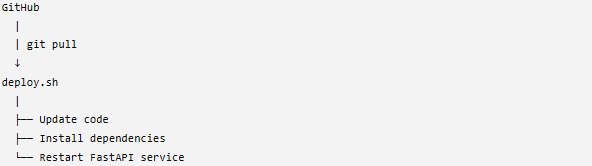 GitHub
  |
  | git pull
  ↓
deploy.sh
  |
  ├── Update code
  ├── Install dependencies
  └── Restart FastAPI service